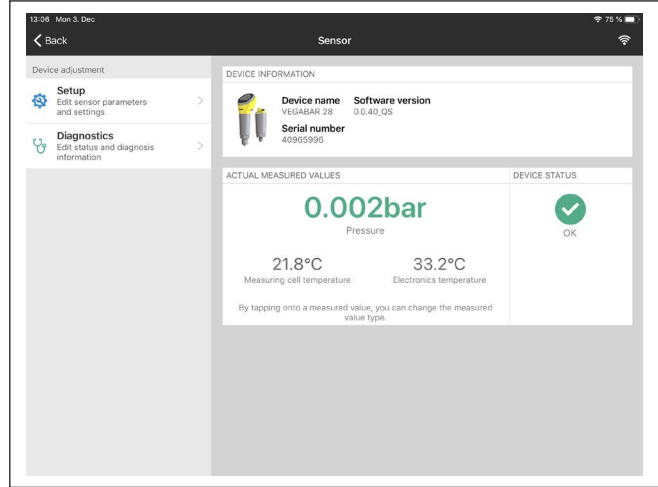 13:06 Mon 3. Dec
75 %
Back
Sensor
Device adjustment
Setup
Edit sensor parameters
and settings
Diagnostics
Edit status and diagnosis
information
DEVICE INFORMATION
Device name Software version
VEGABAR 28 0.0.40_QS
Serial number
40965996
ACTUAL MEASURED VALUES
0.002bar
Pressure
21.8°C 33.2°C
Measuring cell temperature Electronics temperature
By tapping onto a measured value, you can change the measured
value type.
DEVICE STATUS
OK